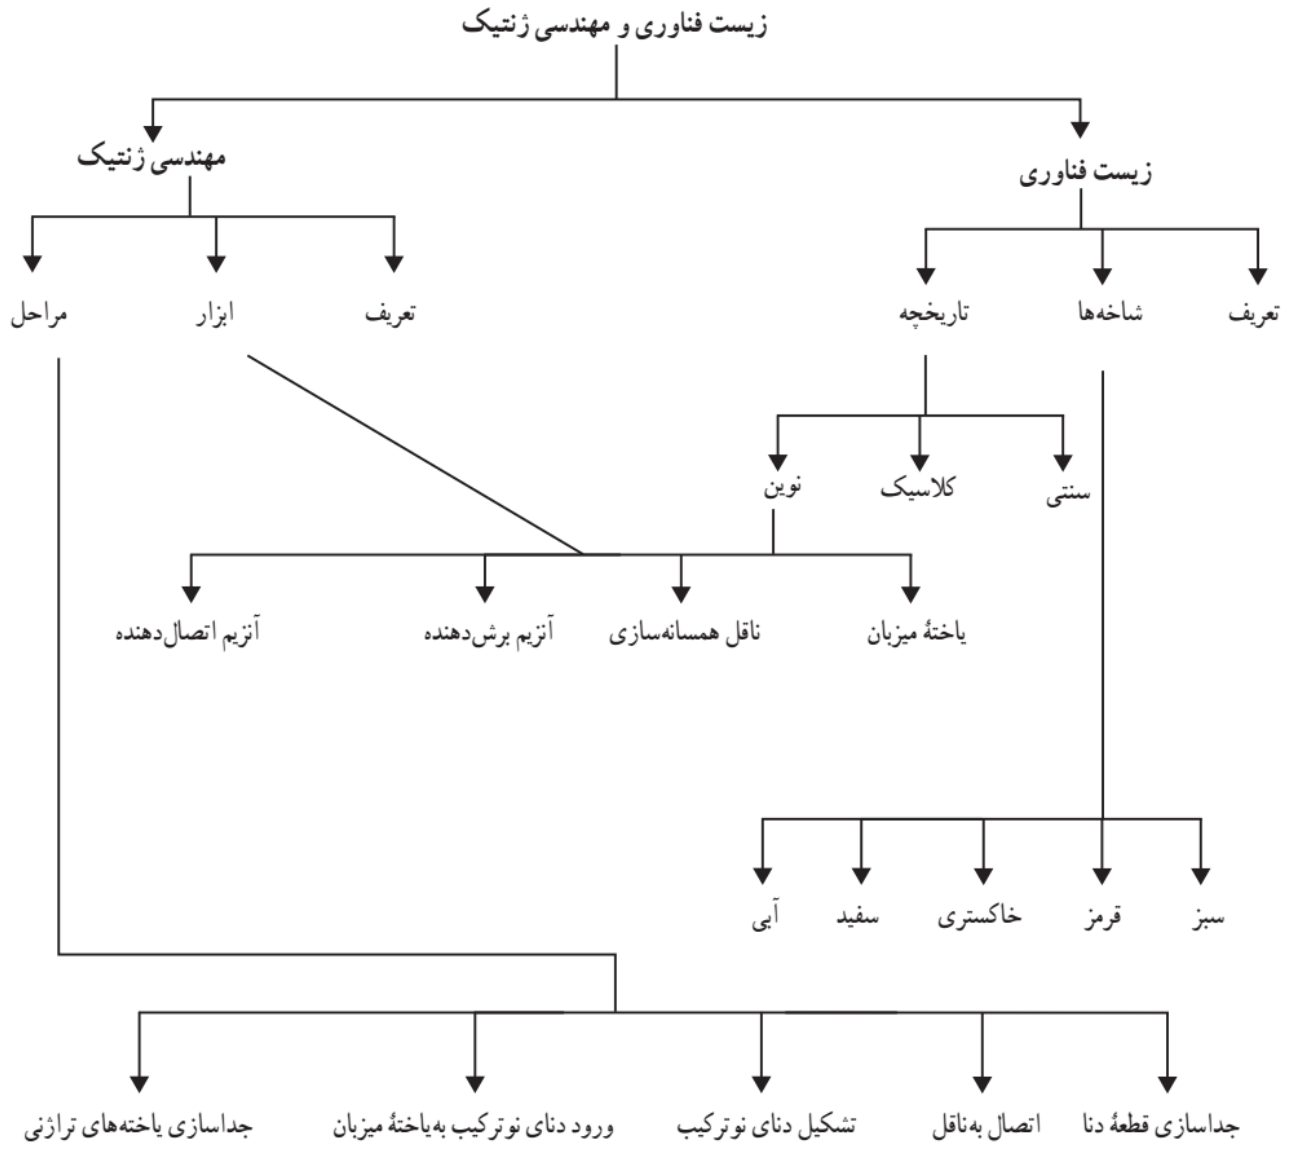 زیست فناوری و مهندسی ژنتیک
زیست فناوری
مهندسی ژنتیک
تعریف
شاخه‌ها
تاریخچه
تعریف
ابزار
مراحل
سنتی
کلاسیک
نوین
یاختهٔ میزبان
ناقل همسانه‌سازی
آنزیم برش‌دهنده
آنزیم اتصال‌دهنده
سبز
قرمز
خاکستری
سفید
آبی
جداسازی قطعهٔ دنا
اتصال به‌ناقل
تشکیل دنای نوترکیب
ورود دنای نوترکیب به‌یاختهٔ میزبان
جداسازی یاخته‌های تراژنی